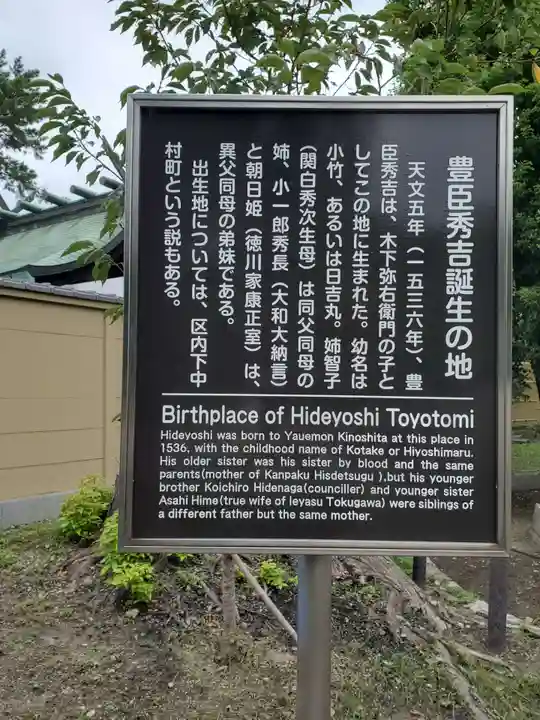 豊臣秀吉誕生の地
天文五年（一五三六年）、豊
臣秀吉は、木下弥右衛門の子と
してこの地に生まれた。幼名は
小竹、あるいは日吉丸。姉智子
（関白秀次生母）は同父同母の
姉、小一郎秀長（大和大納言）
と朝日姫（徳川家康正室）は、
異父同母の弟妹である。
出生地については、区内下中
村町という説もある。
Birthplace of Hideyoshi Toyotomi
Hideyoshi was born to Yauemon Kinoshita at this place in
1536, with the childhood name of Kotake or Hiyoshimaru.
His older sister was his sister by blood and the same
parents(mother of Kanpaku Hisdetsugu ),but his younger
brother Koichiro Hidenaga(counciller) and younger sister
Asahi Hime(true wife of Ieyasu Tokugawa) were siblings of
a different father but the same mother.